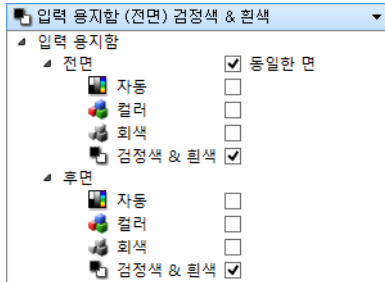 입력 용지함 (전면) 검정색 & 흰색
입력 용지함
전면 동일한 면
자동
컬러
회색
검정색 & 흰색
후면
자동
컬러
회색
검정색 & 흰색